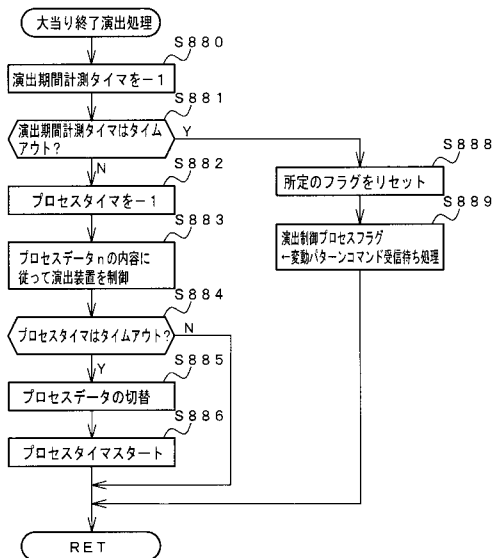 大当り終了演出処理
S880
演出期間計測タイマを-1
S881
演出期間計測タイマはタイム
アウト?
Y
N
S882
プロセスタイマを-1
S883
プロセスデータnの内容に
従って演出装置を制御
S884
プロセスタイマはタイムアウト?
N
Y
S885
プロセスデータの切替
S886
プロセスタイマスタート
S888
所定のフラグをリセット
S889
演出制御プロセスフラグ
←変動パターンコマンド受信待ち処理
RET